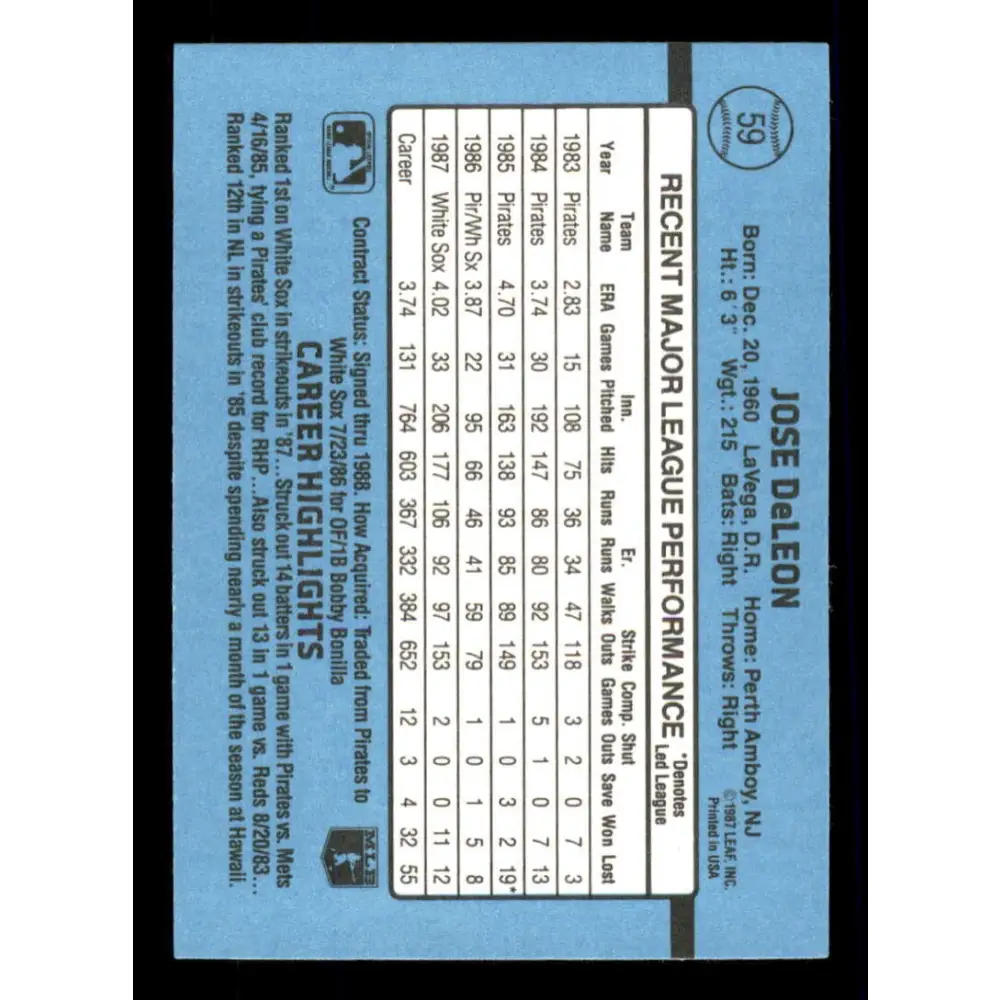 59
JOSE DeLEON
Born: Dec. 20, 1960 LaVega, D.R. Home: Perth Amboy, NJ
Ht.: 6'3" Wgt.: 215 Bats: Right Throws: Right
©1987 LEAF, INC.
Printed in USA
RECENT MAJOR LEAGUE PERFORMANCE *Denotes Led League
Team Inn. Er. Strike Comp. Shut
Year Name ERA Games Pitched Hits Runs Runs Walks Outs Games Outs Save Won Lost
1983 Pirates 2.83 15 108 75 36 34 47 118 3 2 0 7 3
1984 Pirates 3.74 30 192 147 86 80 92 153 5 1 0 7 13
1985 Pirates 4.70 31 163 138 93 85 89 149 1 0 3 2 19*
1986 Pir/Wh Sx 3.87 22 95 66 46 41 59 79 1 0 1 5 8
1987 White Sox 4.02 33 206 177 106 92 97 153 2 0 0 11 12
Career 3.74 131 764 603 367 332 384 652 12 3 4 32 55
Contract Status: Signed thru 1988. How Acquired: Traded from Pirates to
White Sox 7/23/86 for OF/1B Bobby Bonilla
MLB
CAREER HIGHLIGHTS
Ranked 1st on White Sox in strikeouts in '87...Struck out 14 batters in 1 game with Pirates vs. Mets
4/16/85, tying a Pirates' club record for RHP...Also struck out 13 in 1 game vs. Reds 8/20/83...
Ranked 12th in NL in strikeouts in '85 despite spending nearly a month of the season at Hawaii.